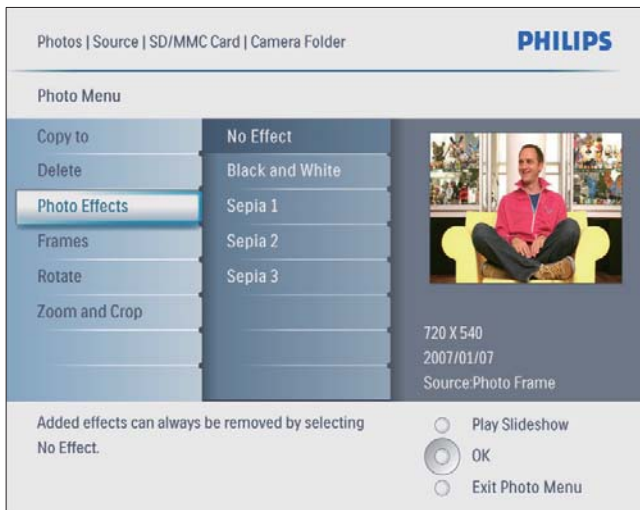 Photos | Source | SD/MMC Card | Camera Folder
PHILIPS
Photo Menu
Copy to
Delete
Photo Effects
Frames
Rotate
Zoom and Crop
No Effect
Black and White
Sepia 1
Sepia 2
Sepia 3
720 X 540
2007/01/07
Source:Photo Frame
Added effects can always be removed by selecting
No Effect.
Play Slideshow
OK
Exit Photo Menu